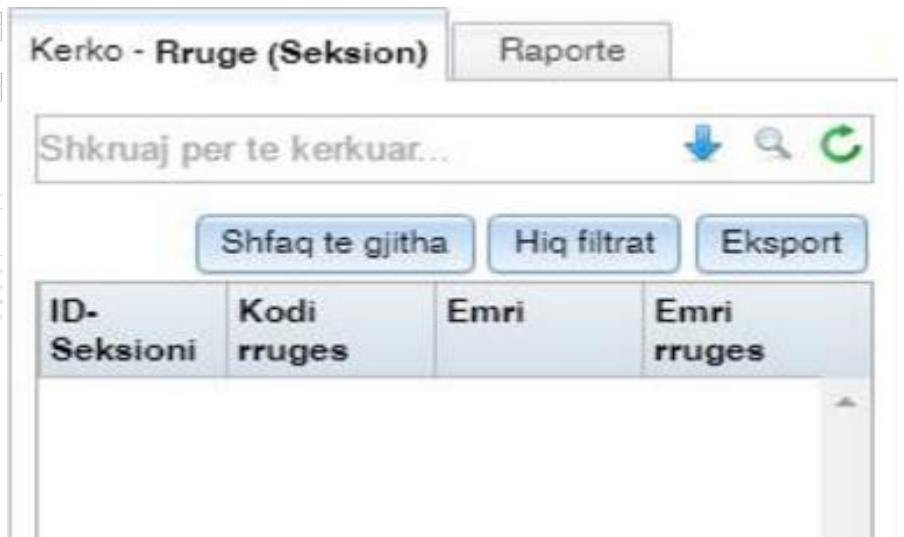 Kerko - Rruge (Seksion) Raporte
Shkruaj per te kerkuar...
Shfaq te gjitha Hiq filtrat Eksport
ID- Kodi Emri Emri
Seksioni rruges rruges